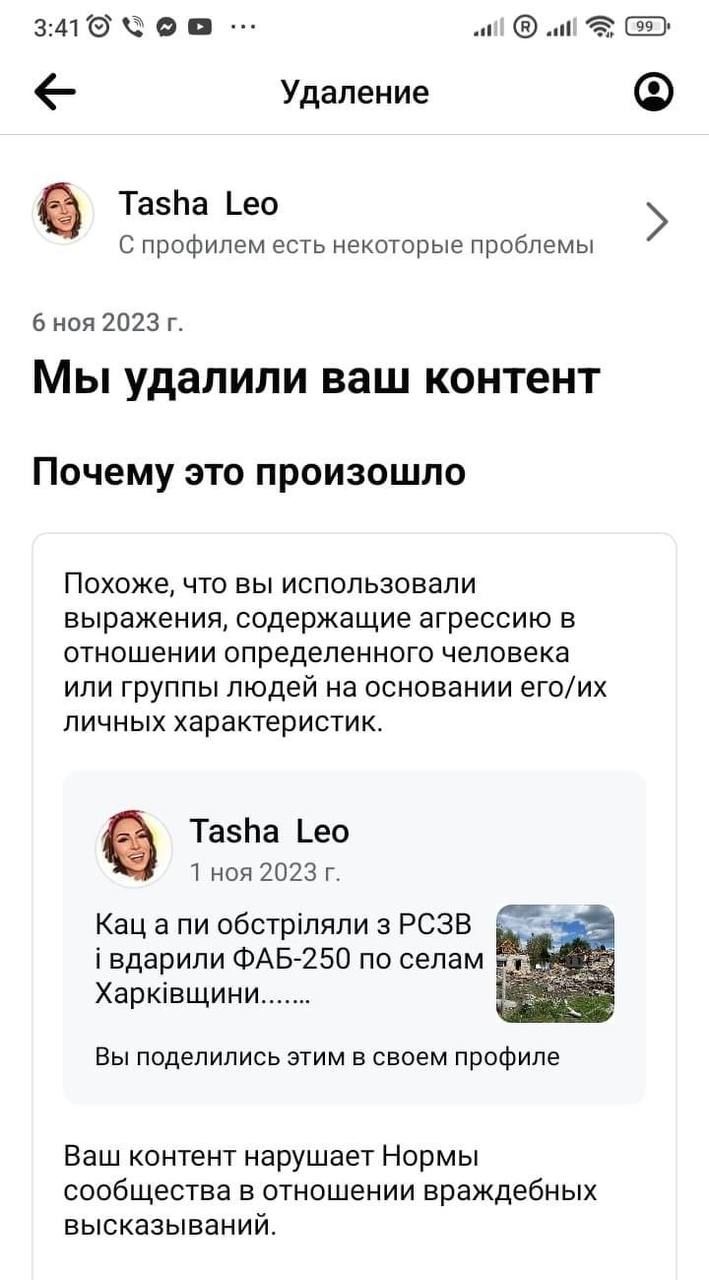 3:41
99
Удаление
Tasha Leo
С профилем есть некоторые проблемы
6 ноя 2023 г.
Мы удалили ваш контент
Почему это произошло
Похоже, что вы использовали
выражения, содержащие агрессию в
отношении определенного человека
или группы людей на основании его/их
личных характеристик.
Tasha Leo
1 ноя 2023 г.
Кац а пи обстріляли з РСЗВ
і вдарили ФАБ-250 по селам
Харківщини.......
Вы поделились этим в своем профиле
Ваш контент нарушает Нормы
сообщества в отношении враждебных
высказываний.